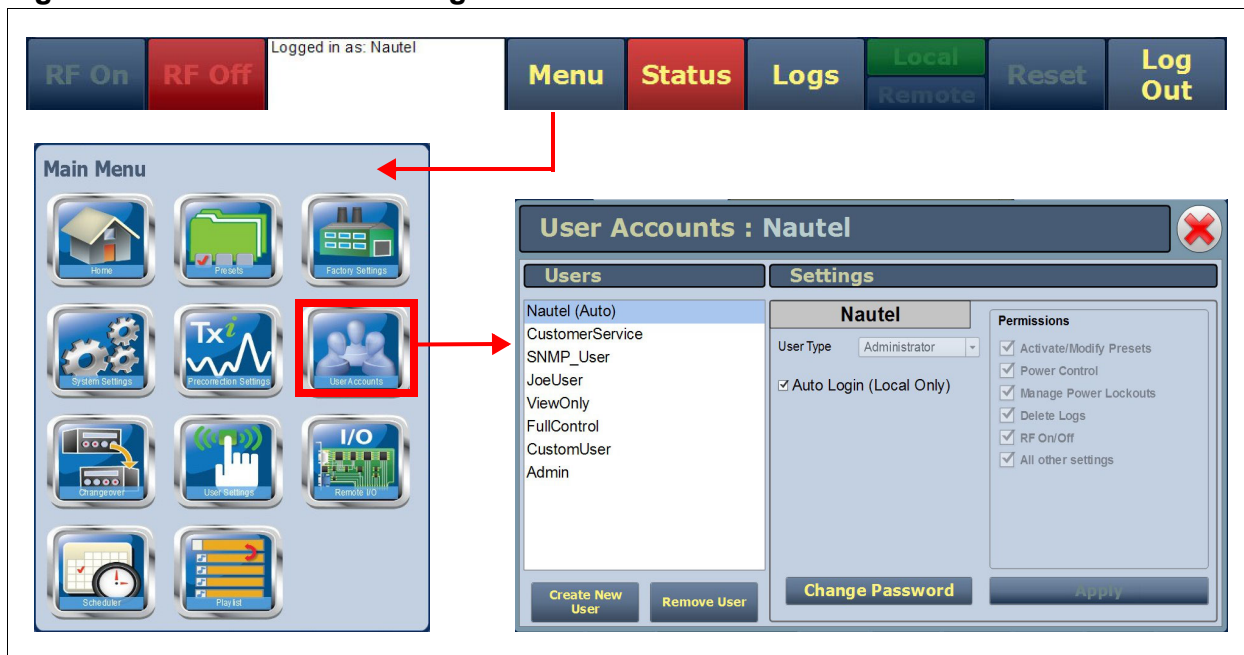 RF On
RF Off
Logged in as: Nautel
Menu
Status
Logs
Local
Remote
Reset
Log
Out
Main Menu
Home
Presets
Factory Settings
System Settings
Txi
Precorrection Settings
User Accounts
Changeover
User Settings
I/O
Remote I/O
Scheduler
Playlist
User Accounts : Nautel
Users
Nautel (Auto)
CustomerService
SNMP_User
JoeUser
ViewOnly
FullControl
CustomUser
Admin
Create New
User
Remove User
Settings
Nautel
User Type
Administrator
Auto Login (Local Only)
Change Password
Permissions
Activate/Modify Presets
Power Control
Manage Power Lockouts
Delete Logs
RF On/Off
All other settings
Apply